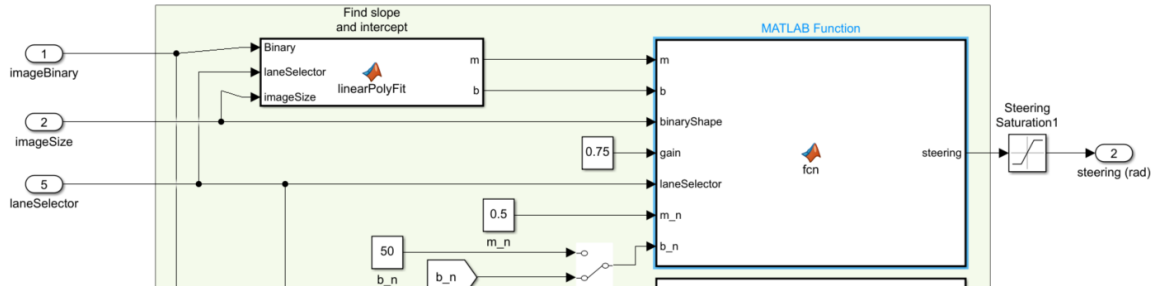 Find slope
and intercept
MATLAB Function
1
imageBinary
Binary
laneSelector
imageSize
linearPolyFit
m
b
2
imageSize
5
laneSelector
0.75
0.5
m_n
50
b_n
b_n
m
b
binaryShape
gain
laneSelector
m_n
b_n
fcn
steering
Steering
Saturation1
2
steering (rad)